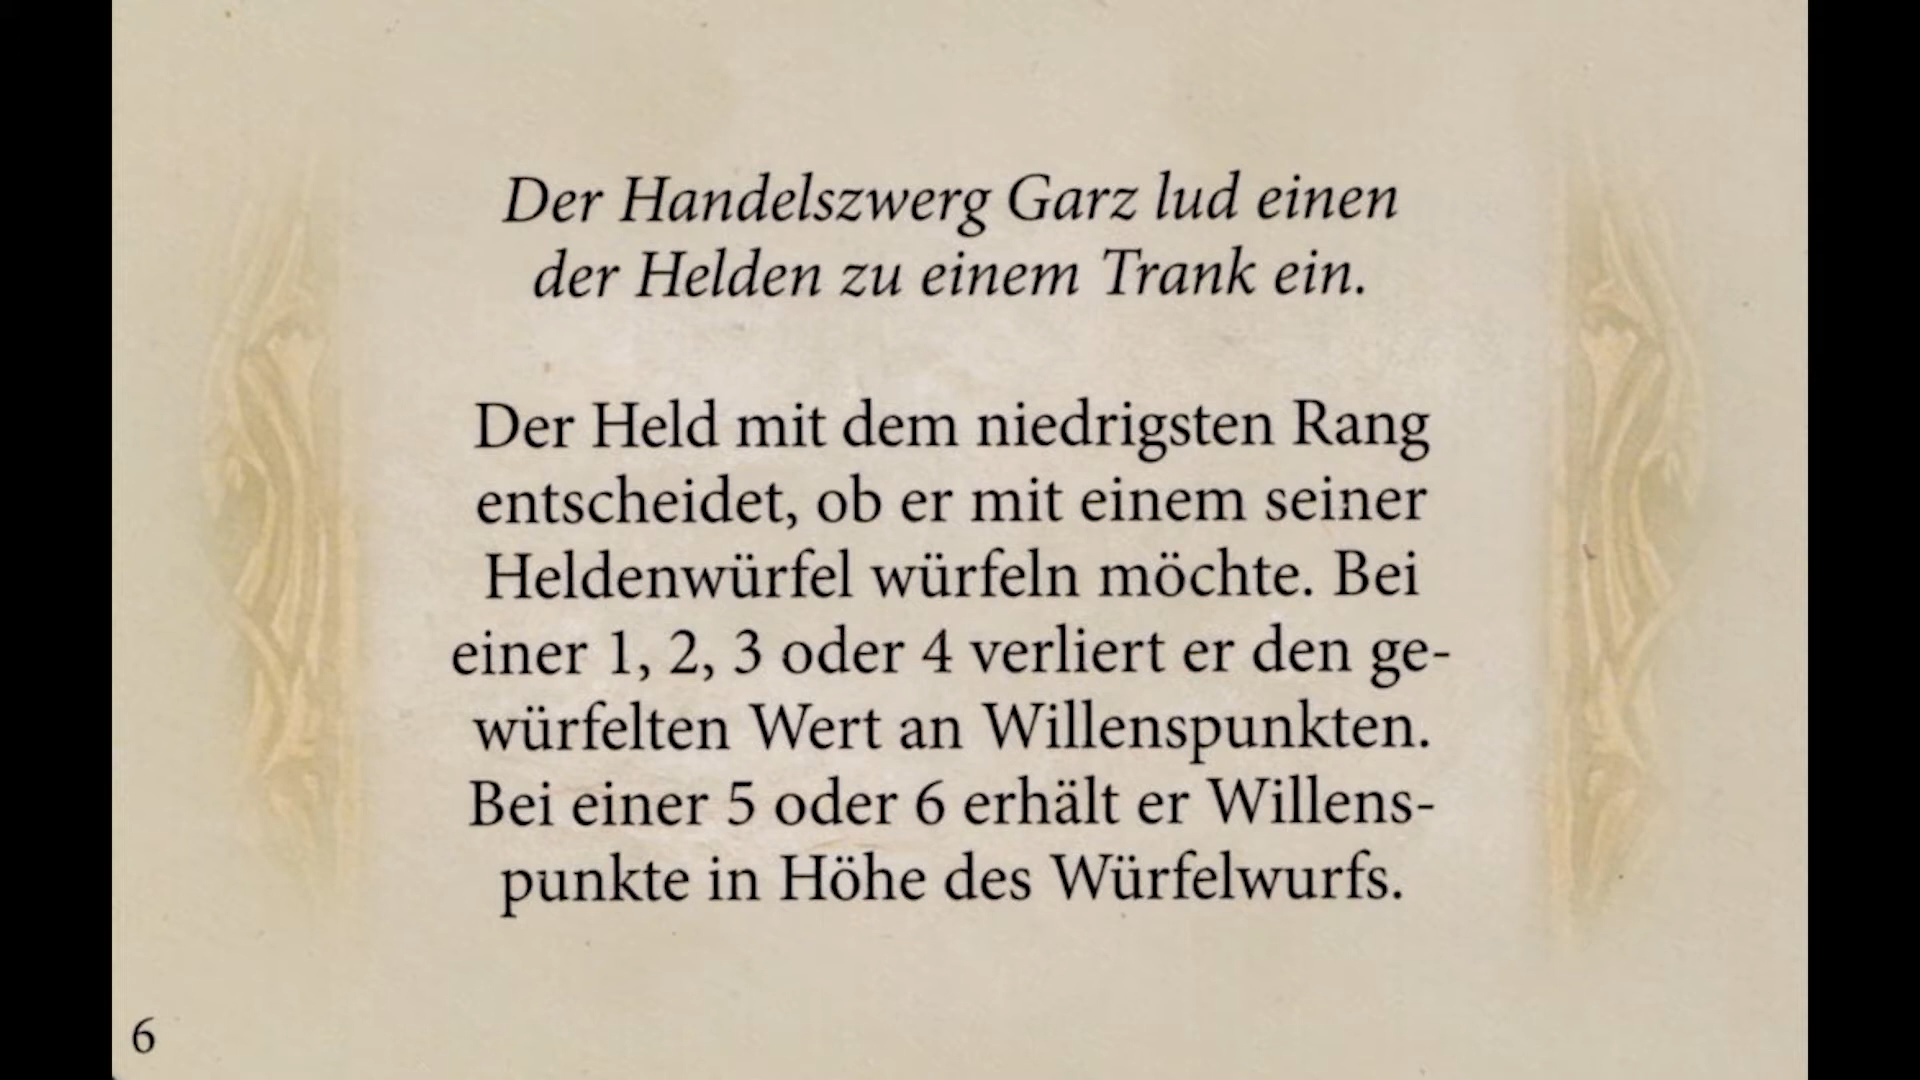 Der Handelszwerg Garz lud einen
der Helden zu einem Trank ein.
Der Held mit dem niedrigsten Rang
entscheidet, ob er mit einem seiner
Heldenwürfel würfeln möchte. Bei
einer 1, 2, 3 oder 4 verliert er den ge-
würfelten Wert an Willenspunkten.
Bei einer 5 oder 6 erhält er Willens-
punkte in Höhe des Würfelwurfs.
6